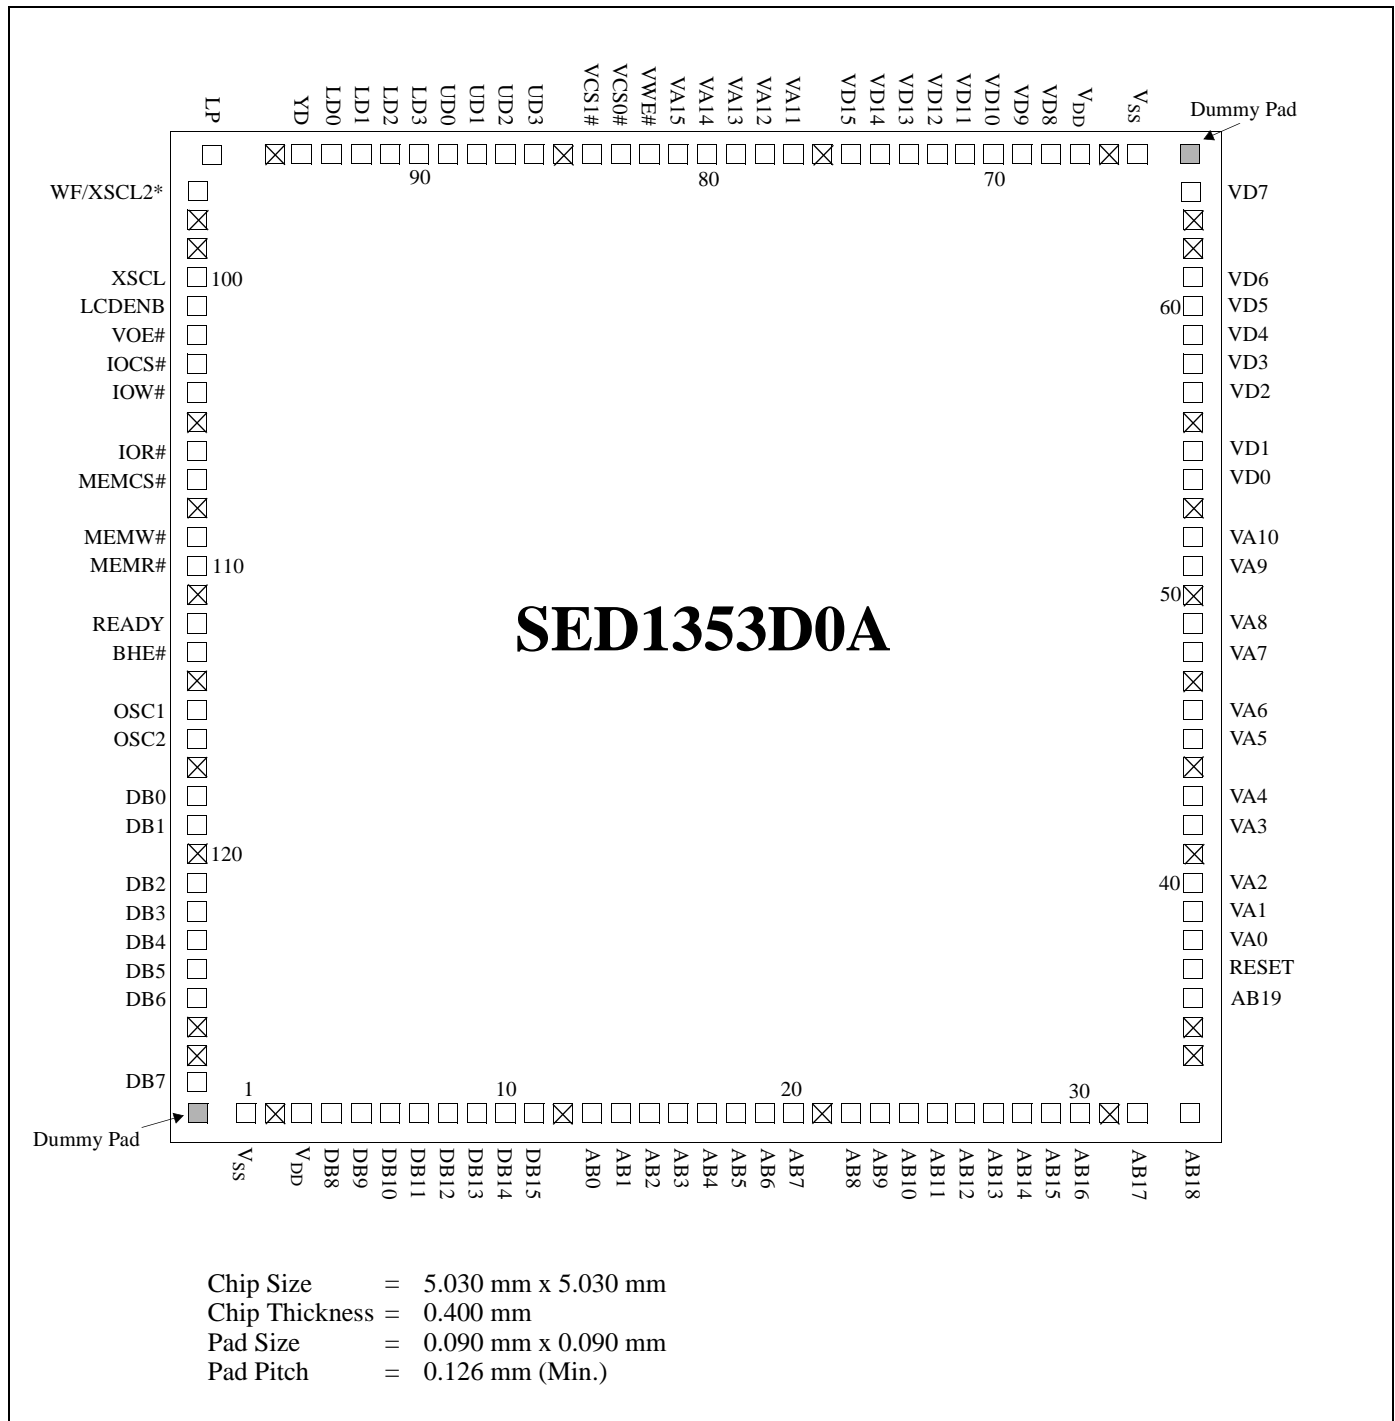 LP
YD
LD0
LD1
LD2
LD3
UD0
UD1
UD2
UD3
VCS1#
VCS0#
VWE#
VA15
VA14
VA13
VA12
VA11
VD15
VD14
VD13
VD12
VD11
VD10
VD9
VD8
VDD
VSS
Dummy Pad
90
80
70
WF/XSCL2*
VD7
XSCL
100
VD6
LCDENB
60
VD5
VOE#
VD4
IOCS#
VD3
IOW#
VD2
IOR#
VD1
MEMCS#
VD0
MEMW#
VA10
MEMR#
110
VA9
50
READY
VA8
BHE#
VA7
SED1353D0A
OSC1
VA6
OSC2
VA5
DB0
VA4
DB1
VA3
120
DB2
40
VA2
DB3
VA1
DB4
VA0
DB5
RESET
DB6
AB19
DB7
1
10
20
30
Dummy Pad
VSS
VDD
DB8
DB9
DB10
DB11
DB12
DB13
DB14
DB15
AB0
AB1
AB2
AB3
AB4
AB5
AB6
AB7
AB8
AB9
AB10
AB11
AB12
AB13
AB14
AB15
AB16
AB17
AB18
Chip Size = 5.030 mm x 5.030 mm
Chip Thickness = 0.400 mm
Pad Size = 0.090 mm x 0.090 mm
Pad Pitch = 0.126 mm (Min.)